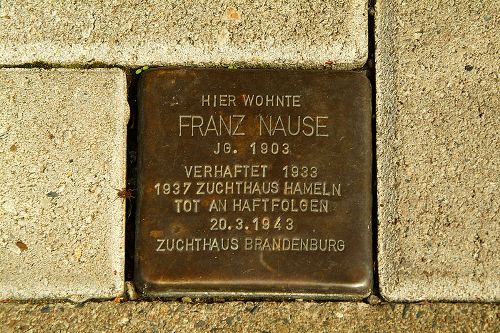 HIER WOHNTE
FRANZ NAUSE
JG. 1903
VERHAFTET 1933
1937 ZUCHTHAUS HAMELN
TOT AN HAFTFOLGEN
20.3.1943
ZUCHTHAUS BRANDENBURG